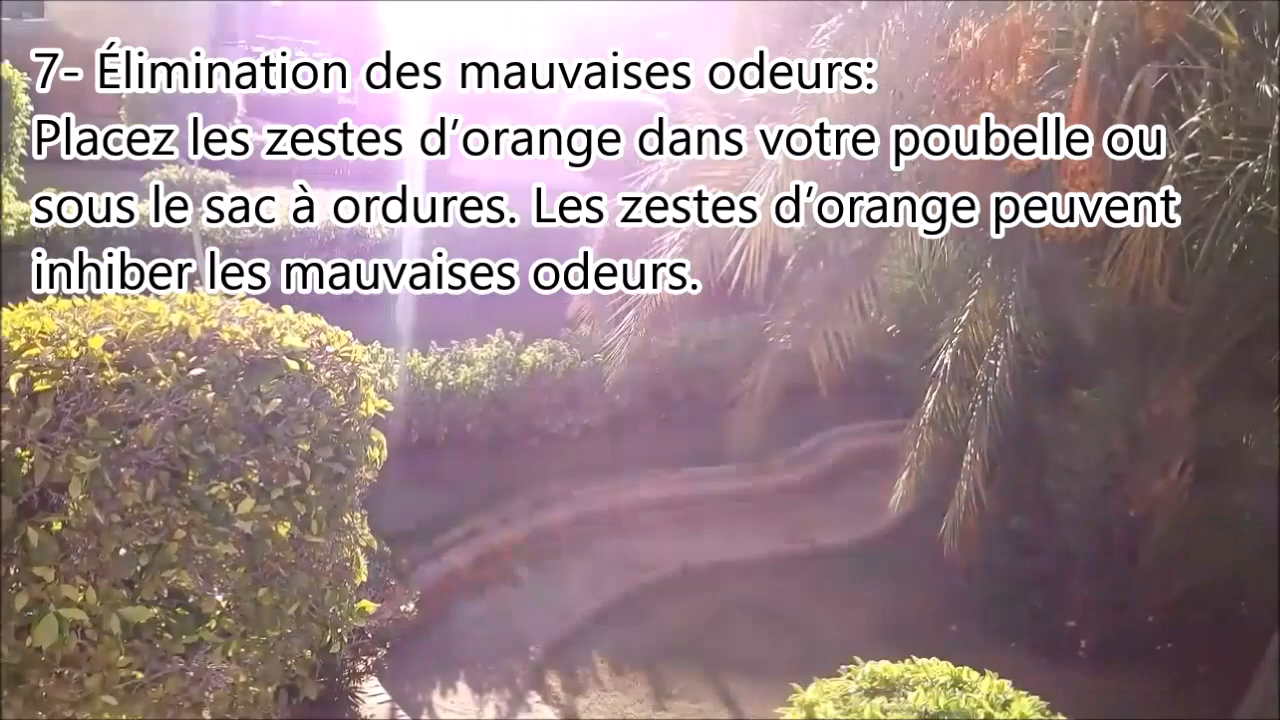 7- Élimination des mauvaises odeurs:
Placez les zestes d’orange dans votre poubelle ou
sous le sac à ordures. Les zestes d’orange peuvent
inhiber les mauvaises odeurs.